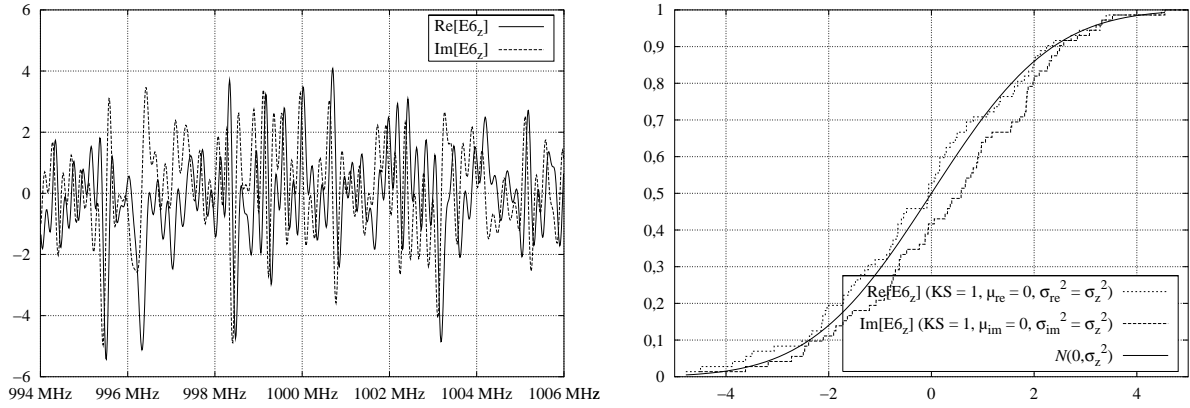 6
4
2
0
−2
−4
−6
994 MHz 996 MHz 998 MHz 1000 MHz 1002 MHz 1004 MHz 1006 MHz
Re[E6z]
Im[E6z]
1
0,9
0,8
0,7
0,6
0,5
0,4
0,3
0,2
0,1
0
−4 −2 0 2 4
Re[E6z] (KS = 1, μre = 0, σre² = σz²)
Im[E6z] (KS = 1, μim = 0, σim² = σz²)
N(0,σz²)